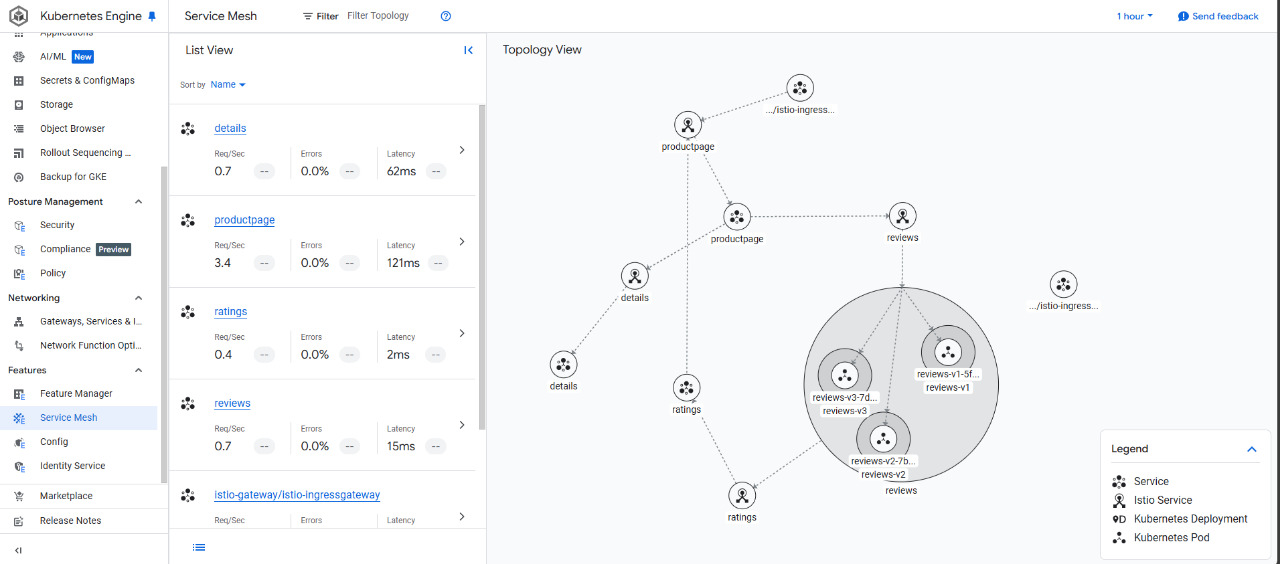 Kubernetes Engine
Service Mesh
Filter
Filter Topology
1 hour
Send feedback
Applications
AI/ML New
Secrets & ConfigMaps
Storage
Object Browser
Rollout Sequencing ...
Backup for GKE
Posture Management
Security
Compliance Preview
Policy
Networking
Gateways, Services & I...
Network Function Opti...
Features
Feature Manager
Service Mesh
Config
Identity Service
Marketplace
Release Notes
List View
Sort by Name
details
Req/Sec Errors Latency
0.7 -- 0.0% -- 62ms --
productpage
Req/Sec Errors Latency
3.4 -- 0.0% -- 121ms --
ratings
Req/Sec Errors Latency
0.4 -- 0.0% -- 2ms --
reviews
Req/Sec Errors Latency
0.7 -- 0.0% -- 15ms --
istio-gateway/istio-ingressgateway
Req/Sec Errors Latency
Topology View
.../istio-ingress...
productpage
productpage
reviews
details
.../istio-ingress...
details
ratings
reviews-v1-5f...
reviews-v1
reviews-v3-7d...
reviews-v3
reviews-v2-7b...
reviews-v2
reviews
ratings
Legend
Service
Istio Service
D
Kubernetes Deployment
Kubernetes Pod